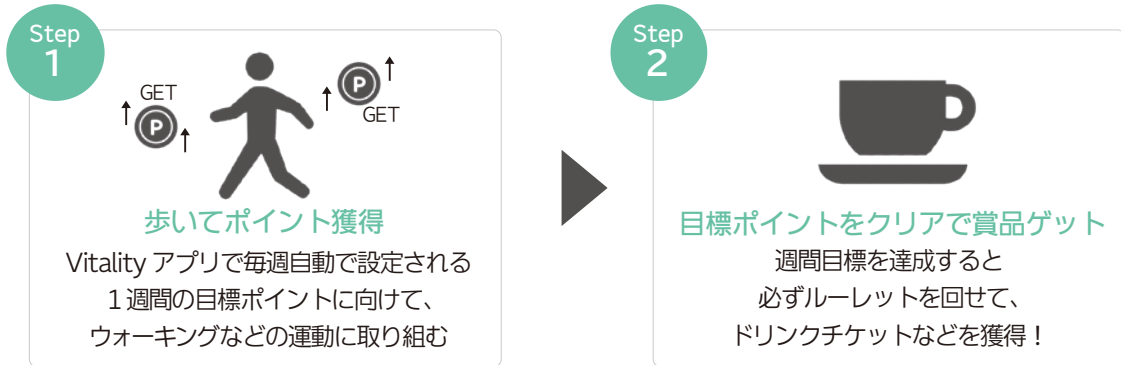 Step
1
GET
P
P
GET
歩いてポイント獲得
Vitality アプリで毎週自動で設定される
1週間の目標ポイントに向けて、
ウォーキングなどの運動に取り組む
Step
2
目標ポイントをクリアで賞品ゲット
週間目標を達成すると
必ずルーレットを回せて、
ドリンクチケットなどを獲得！